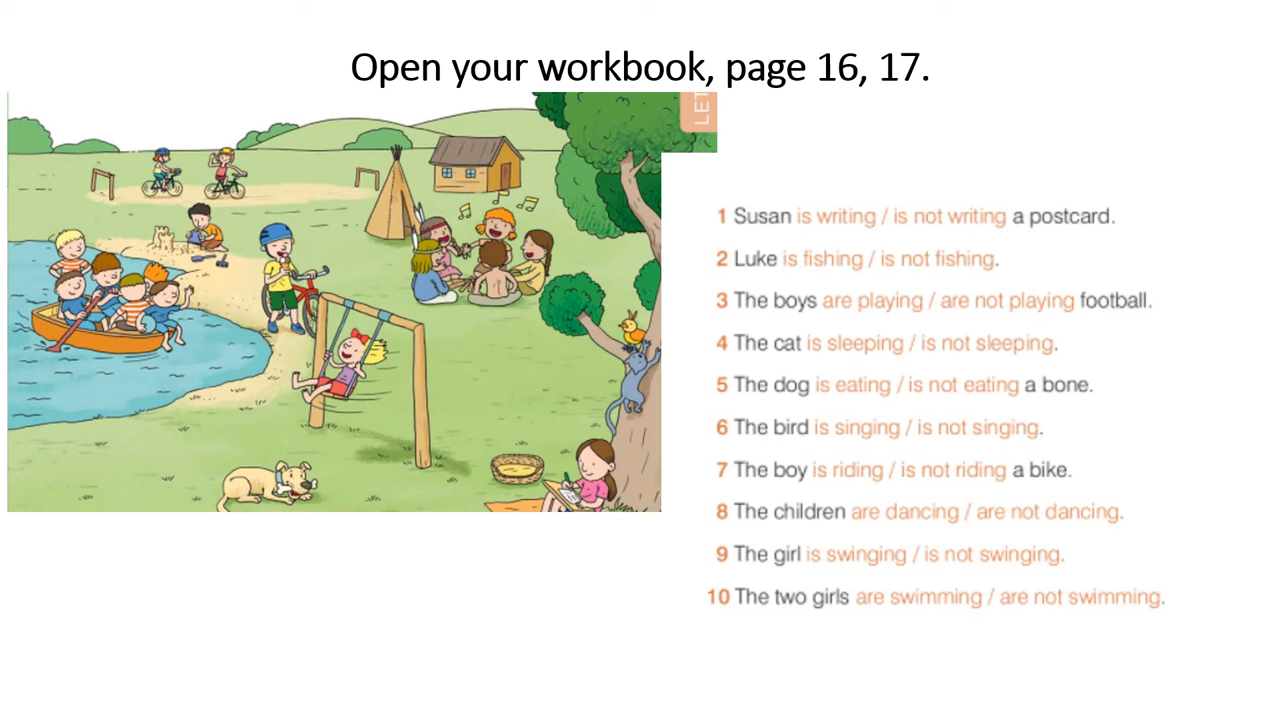 Open your workbook, page 16, 17.
LET
1 Susan is writing / is not writing a postcard.
2 Luke is fishing / is not fishing.
3 The boys are playing / are not playing football.
4 The cat is sleeping / is not sleeping.
5 The dog is eating / is not eating a bone.
6 The bird is singing / is not singing.
7 The boy is riding / is not riding a bike.
8 The children are dancing / are not dancing.
9 The girl is swinging / is not swinging.
10 The two girls are swimming / are not swimming.